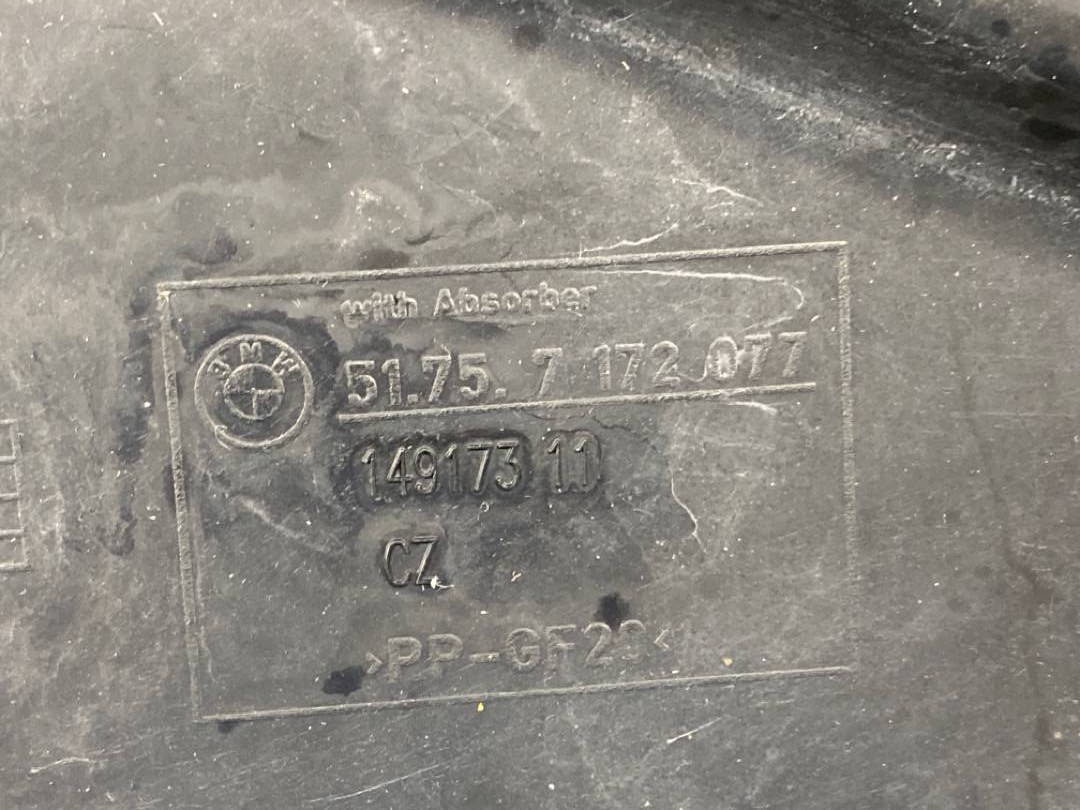 with Absorber
BMW
51.75. 7 172 077
149173 11
CZ
>PP-GF20<